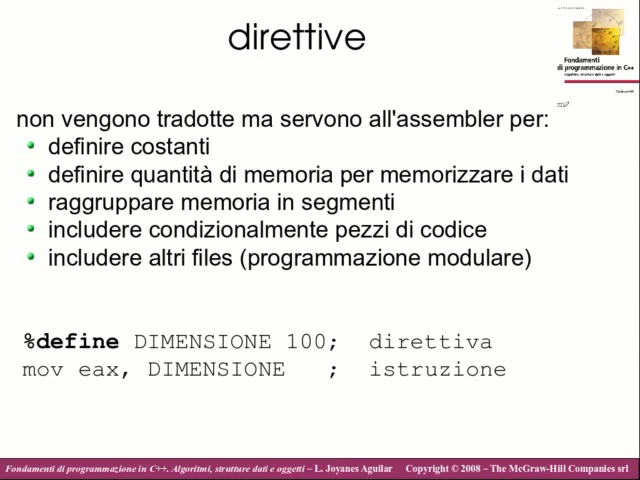 direttive
Fondamenti
di programmazione in C++
non vengono tradotte ma servono all'assembler per:
definire costanti
definire quantità di memoria per memorizzare i dati
raggruppare memoria in segmenti
includere condizionalmente pezzi di codice
includere altri files (programmazione modulare)
%define DIMENSIONE 100;  direttiva
mov eax, DIMENSIONE   ;  istruzione
Fondamenti di programmazione in C++. Algoritmi, strutture dati e oggetti – L. Joyanes Aguilar Copyright © 2008 – The McGraw-Hill Companies srl